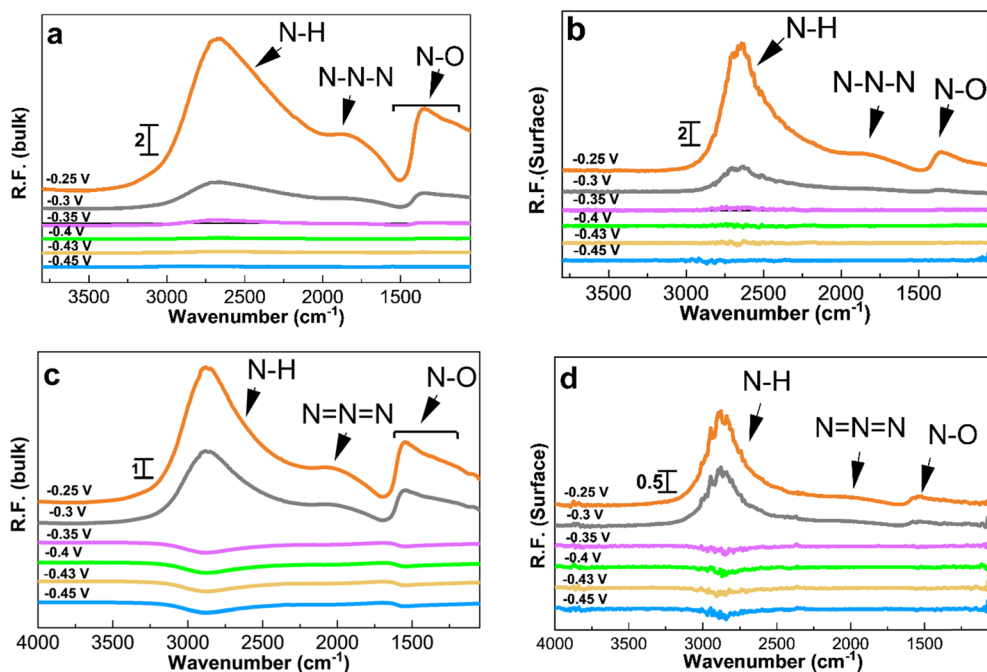 a
N-H
N-N-N
N-O
2
R.F. (bulk)
-0.25 V
-0.3 V
-0.35 V
-0.4 V
-0.43 V
-0.45 V
3500 3000 2500 2000 1500
Wavenumber (cm-1)
b
N-H
N-N-N
N-O
2
R.F.(Surface)
-0.25 V
-0.3 V
-0.35 V
-0.4 V
-0.43 V
-0.45 V
3500 3000 2500 2000 1500
Wavenumber (cm-1)
c
N-H
N=N=N
N-O
1
R.F. (bulk)
-0.25 V
-0.3 V
-0.35 V
-0.4 V
-0.43 V
-0.45 V
4000 3500 3000 2500 2000 1500
Wavenumber (cm-1)
d
N-H
N=N=N
N-O
0.5
R.F. (Surface)
-0.25 V
-0.3 V
-0.35 V
-0.4 V
-0.43 V
-0.45 V
4000 3500 3000 2500 2000 1500
Wavenumber (cm-1)